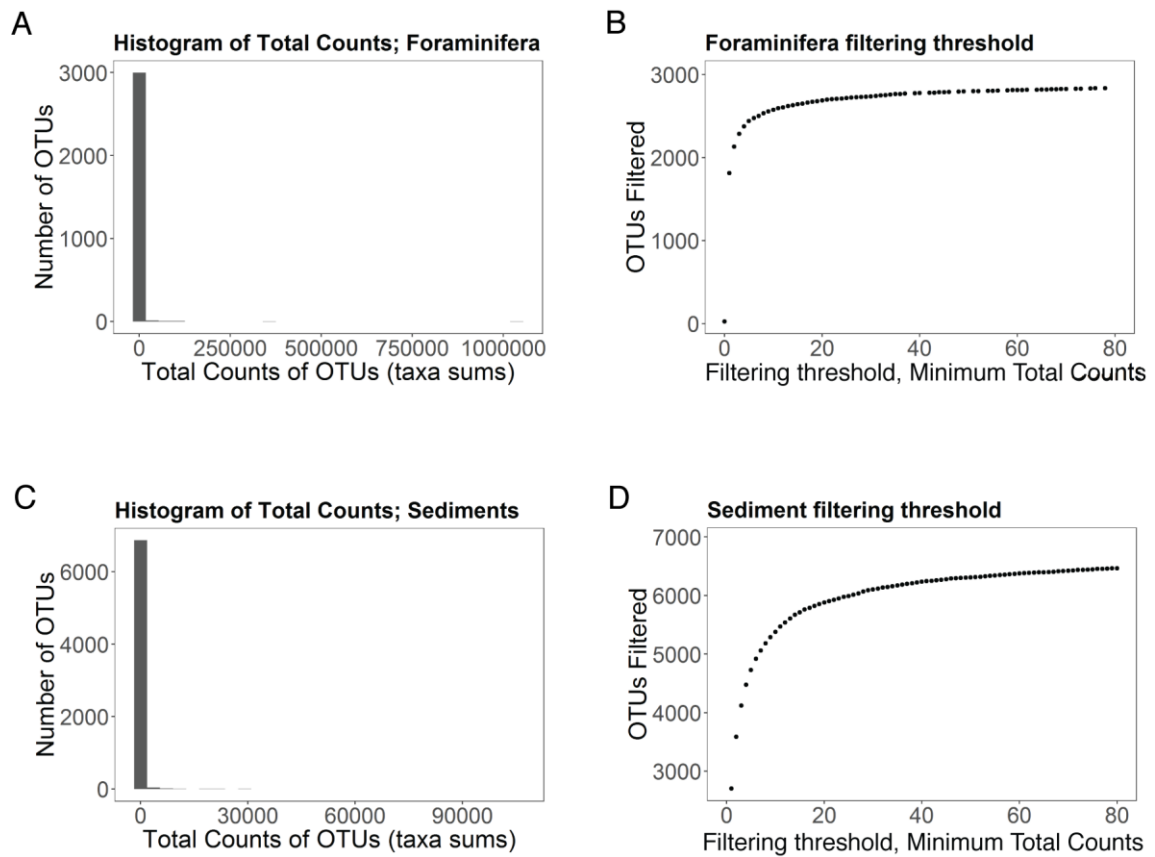 A
Histogram of Total Counts; Foraminifera
3000
2000
1000
0
Number of OTUs
0 250000 500000 750000 1000000
Total Counts of OTUs (taxa sums)
B
Foraminifera filtering threshold
3000
2000
1000
0
OTUs Filtered
0 20 40 60 80
Filtering threshold, Minimum Total Counts
C
Histogram of Total Counts; Sediments
6000
4000
2000
0
Number of OTUs
0 30000 60000 90000
Total Counts of OTUs (taxa sums)
D
Sediment filtering threshold
7000
6000
5000
4000
3000
OTUs Filtered
0 20 40 60 80
Filtering threshold, Minimum Total Counts